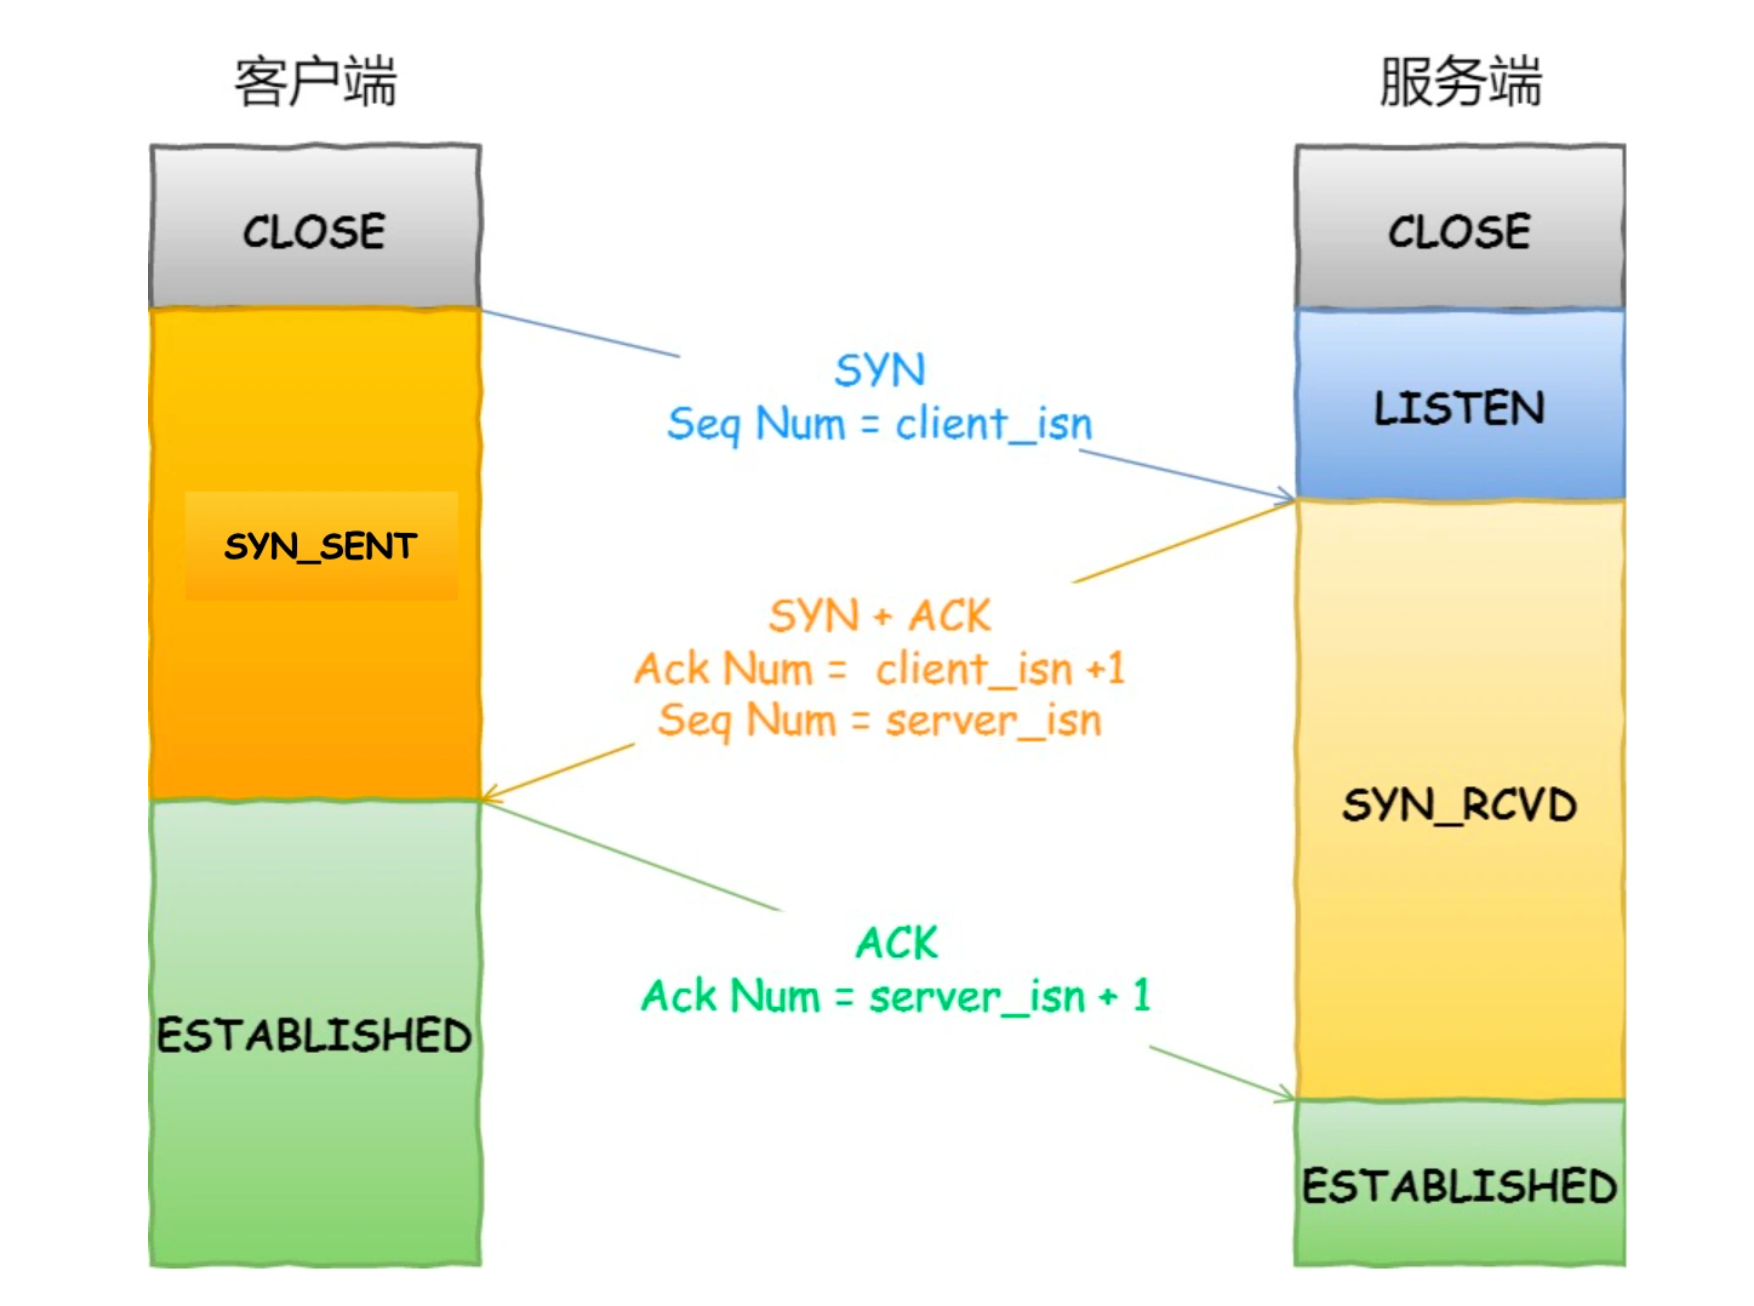 客户端
服务端
CLOSE
CLOSE
SYN
Seq Num = client_isn
LISTEN
SYN_SENT
SYN + ACK
Ack Num =  client_isn +1
Seq Num = server_isn
SYN_RCVD
ACK
Ack Num = server_isn + 1
ESTABLISHED
ESTABLISHED